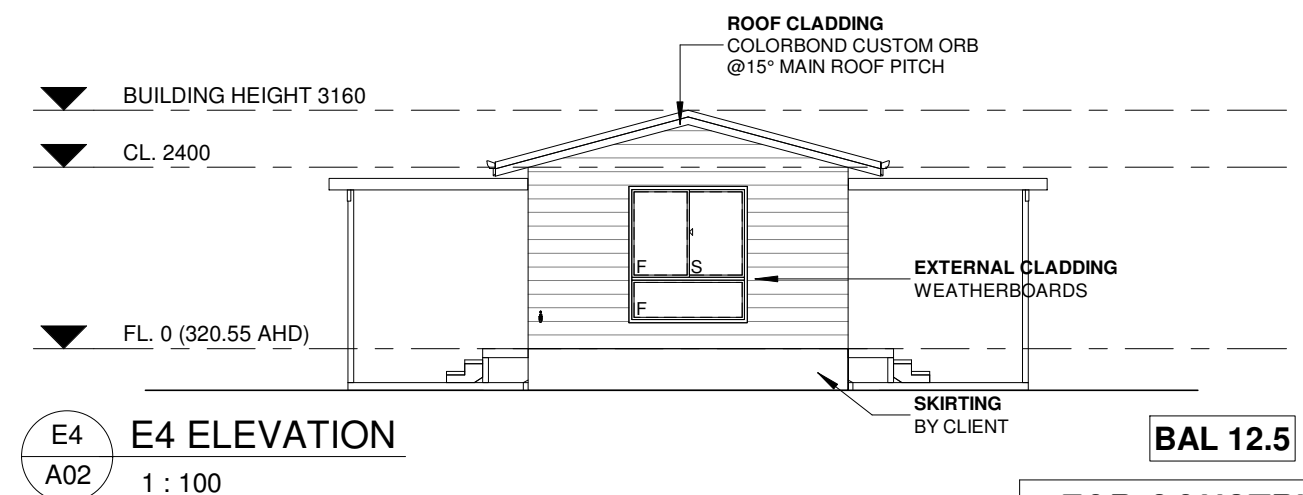 ROOF CLADDING
COLORBOND CUSTOM ORB
@15° MAIN ROOF PITCH
BUILDING HEIGHT 3160
CL. 2400
F
S
F
EXTERNAL CLADDING
WEATHERBOARDS
FL. 0 (320.55 AHD)
SKIRTING
BY CLIENT
E4
A02
E4 ELEVATION
1 : 100
BAL 12.5